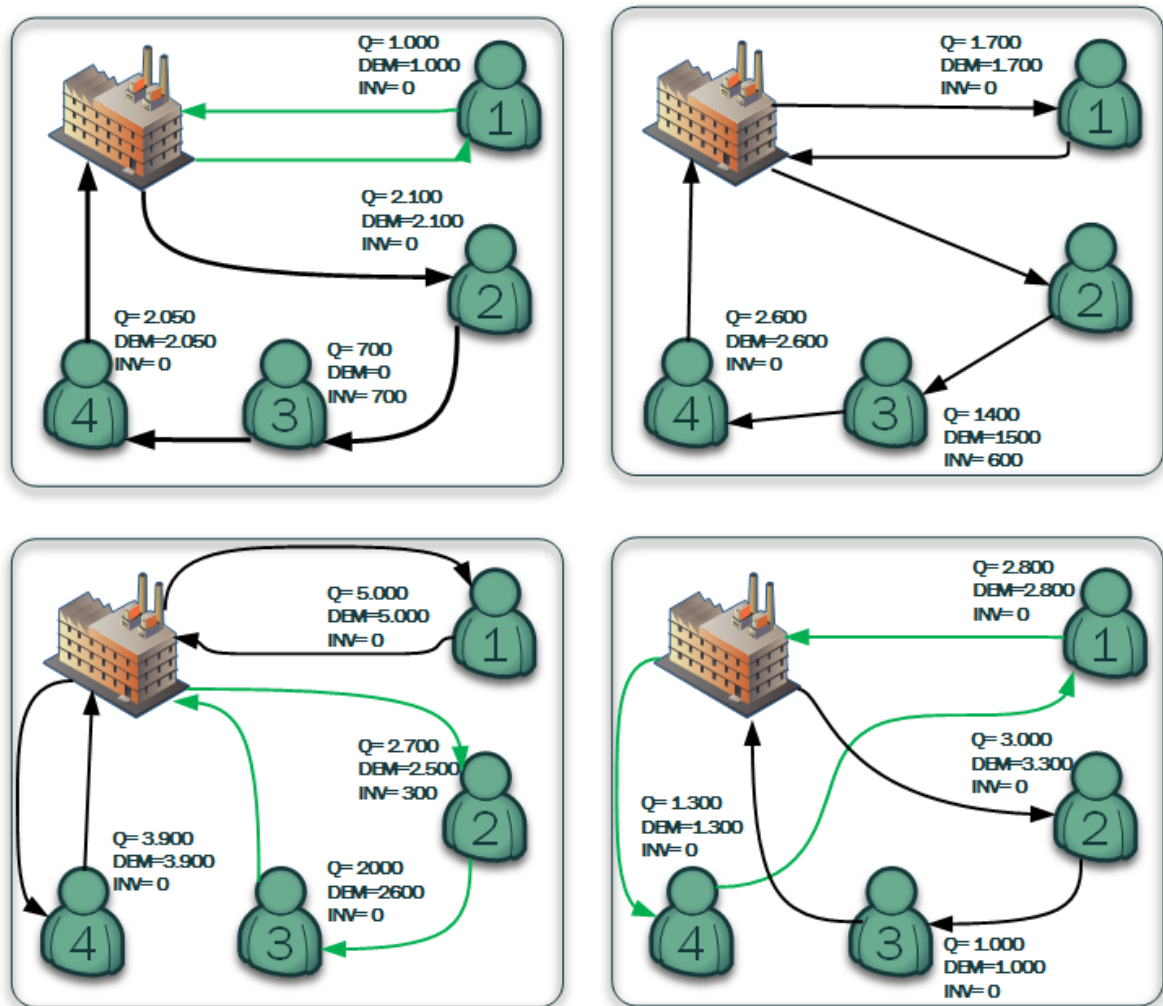 Q= 1.000
DEM=1.000
INV= 0
1
Q= 2.100
DEM=2.100
INV= 0
2
Q= 2.050
DEM=2.050
INV= 0
4
Q= 700
DEM=0
INV= 700
3
Q= 1.700
DEM=1.700
INV= 0
1
2
Q= 2.600
DEM=2.600
INV= 0
4
3
Q= 1400
DEM=1500
INV= 600
Q= 5.000
DEM=5.000
INV= 0
1
Q= 2.700
DEM=2.500
INV= 300
2
Q= 3.900
DEM=3.900
INV= 0
4
Q= 2000
DEM=2600
INV= 0
3
Q= 2.800
DEM=2.800
INV= 0
1
Q= 3.000
DEM=3.300
INV= 0
2
Q= 1.300
DEM=1.300
INV= 0
4
3
Q= 1.000
DEM=1.000
INV= 0